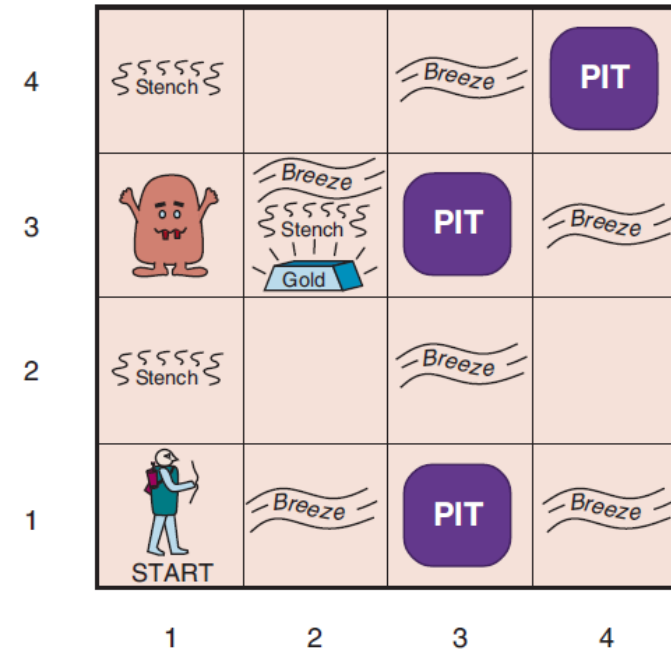 4
Stench
Breeze
PIT
3
Breeze
Stench
Gold
PIT
Breeze
2
Stench
Breeze
1
START
Breeze
PIT
Breeze
1 2 3 4